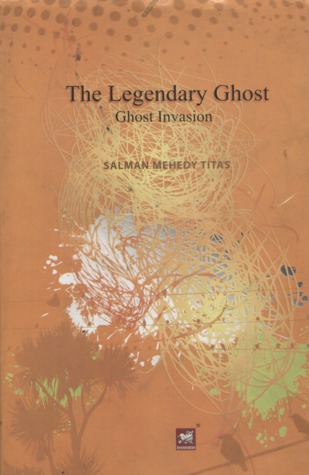 The Legendary Ghost
Ghost Invasion
SALMAN MEHEDY TITAS
®